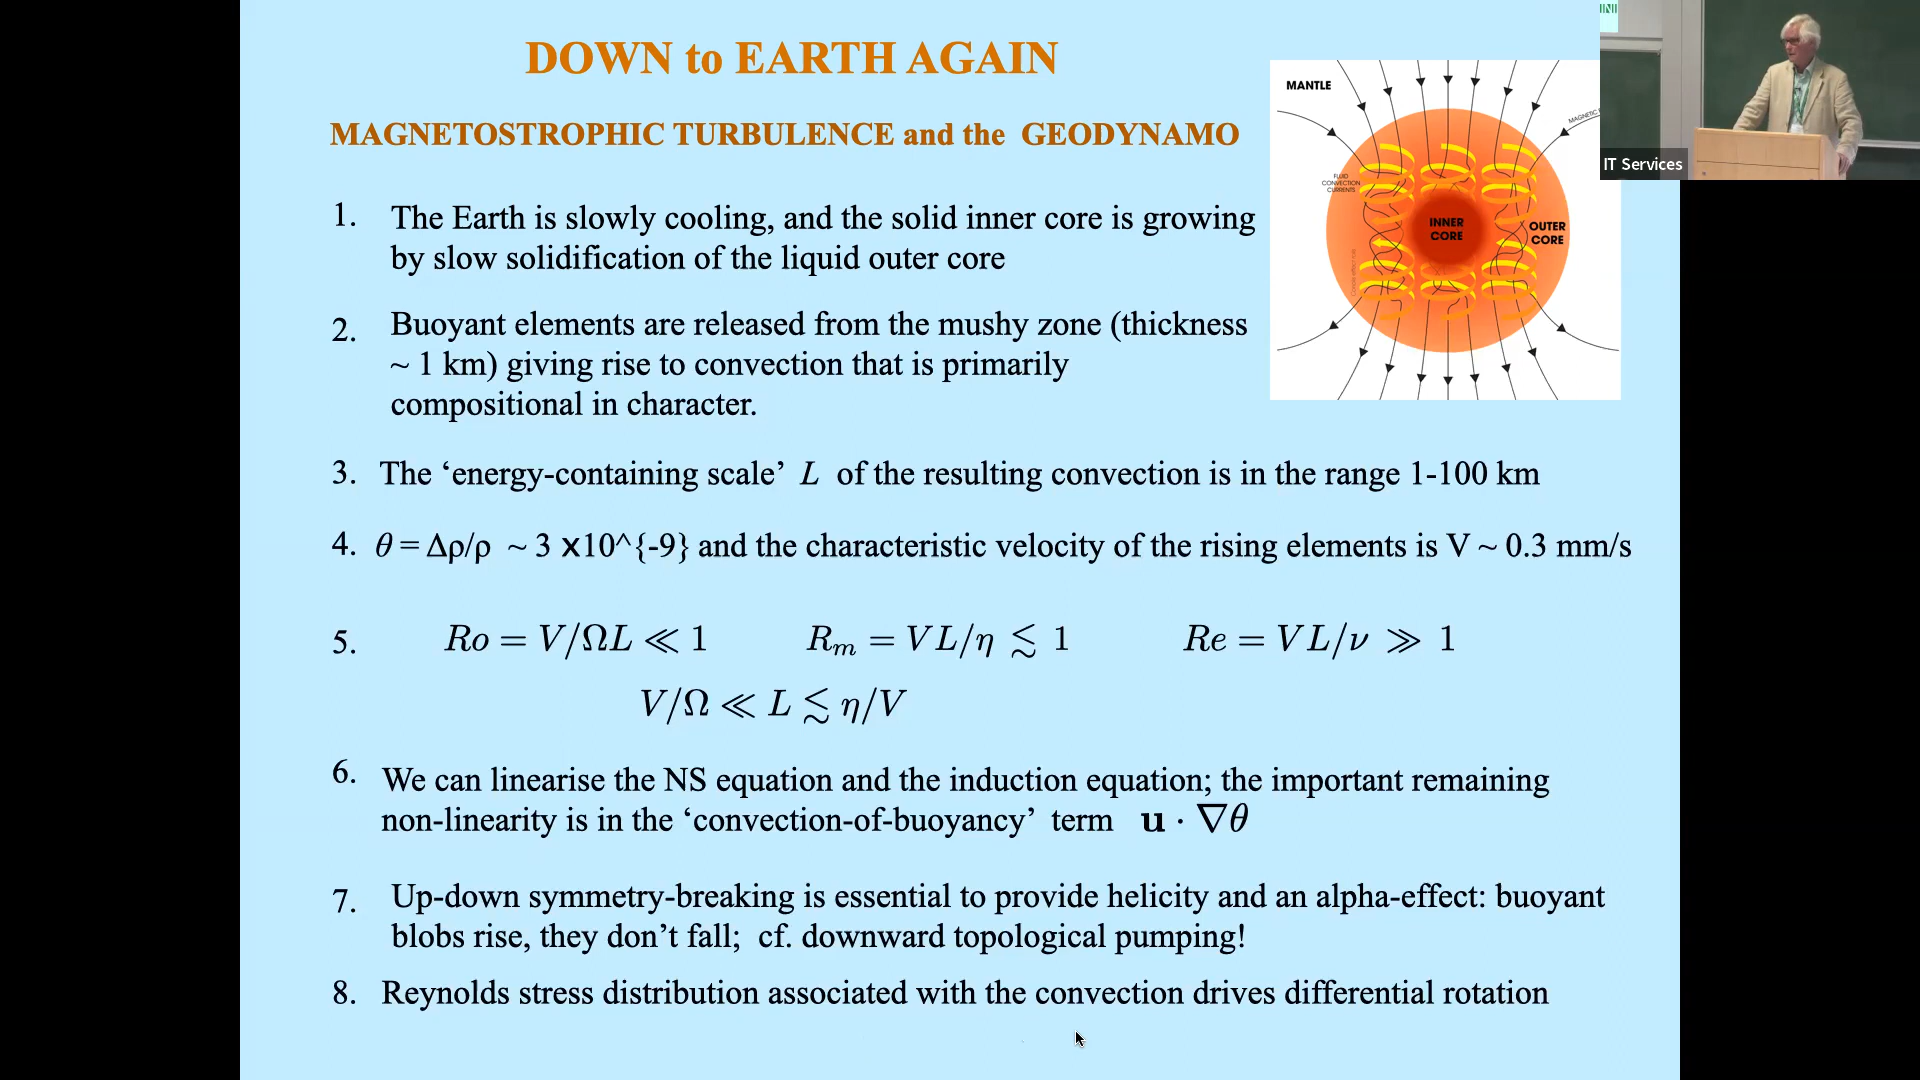 DOWN to EARTH AGAIN
MAGNETOSTROPHIC TURBULENCE and the GEODYNAMO
1. The Earth is slowly cooling, and the solid inner core is growing
by slow solidification of the liquid outer core
2. Buoyant elements are released from the mushy zone (thickness
~ 1 km) giving rise to convection that is primarily
compositional in character.
3. The ‘energy-containing scale’ L of the resulting convection is in the range 1-100 km
4. θ = Δρ/ρ ~ 3 x10^{-9} and the characteristic velocity of the rising elements is V ~ 0.3 mm/s
5. Ro = V/ΩL ≪ 1 R_m = VL/η ≲ 1 Re = VL/ν ≫ 1
V/Ω ≪ L ≲ η/V
6. We can linearise the NS equation and the induction equation; the important remaining
non-linearity is in the ‘convection-of-buoyancy’ term u · ∇θ
7. Up-down symmetry-breaking is essential to provide helicity and an alpha-effect: buoyant
blobs rise, they don’t fall; cf. downward topological pumping!
8. Reynolds stress distribution associated with the convection drives differential rotation
MANTLE
MAGNETIC
FLUID
CONVECTION
CURRENTS
INNER
CORE
OUTER
CORE
IT Services